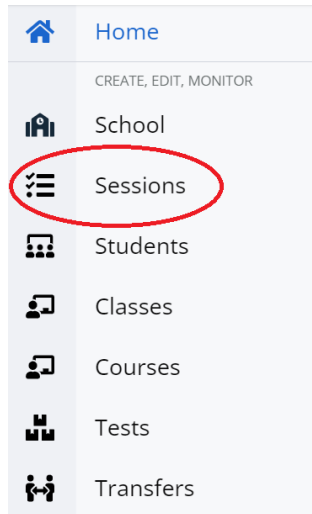 Home
CREATE, EDIT, MONITOR
School
Sessions
Students
Classes
Courses
Tests
Transfers